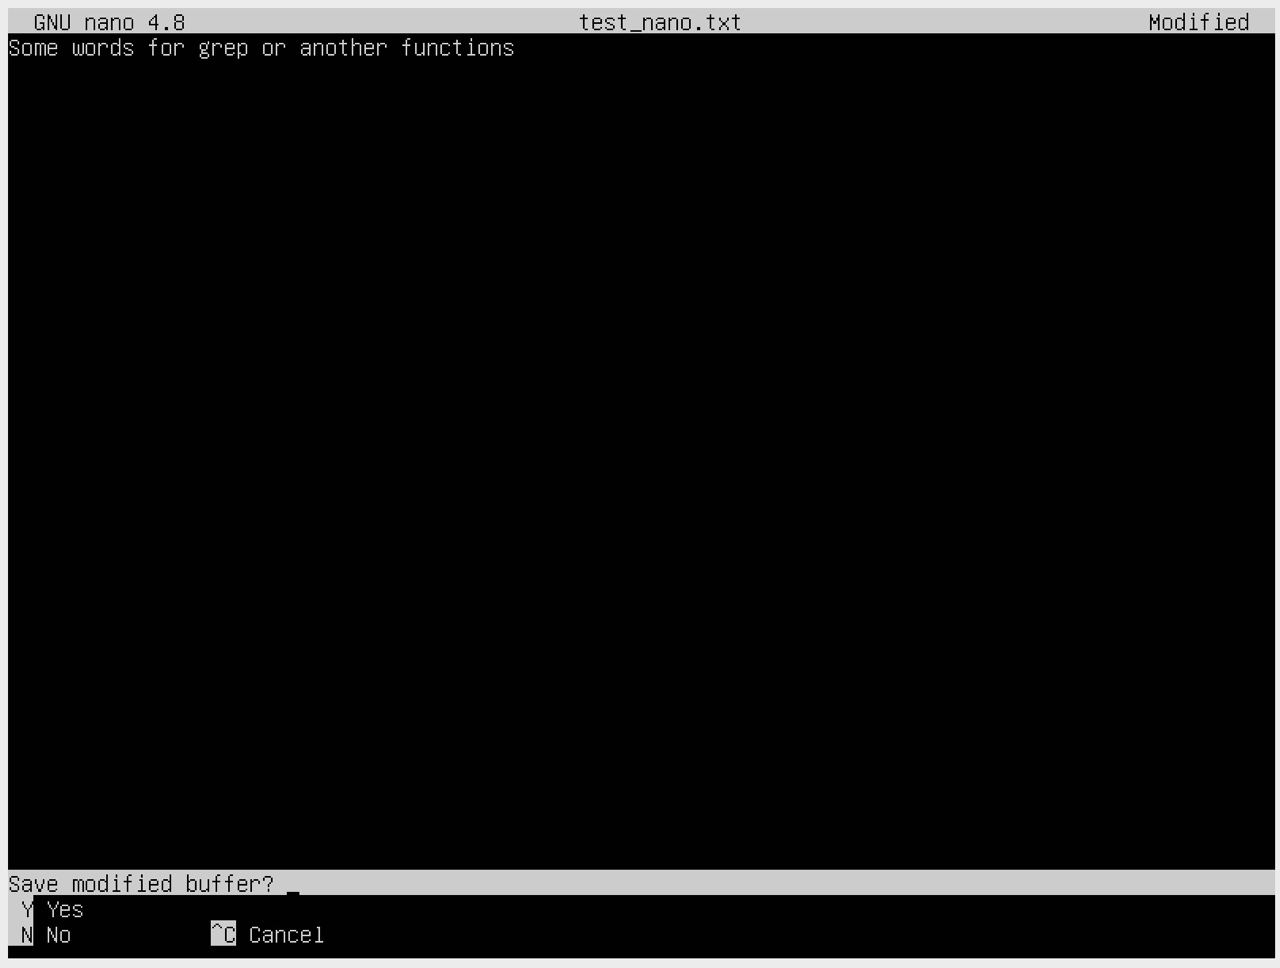 GNU nano 4.8 test_nano.txt Modified
Some words for grep or another functions
Save modified buffer?
Y Yes
N No ^C Cancel